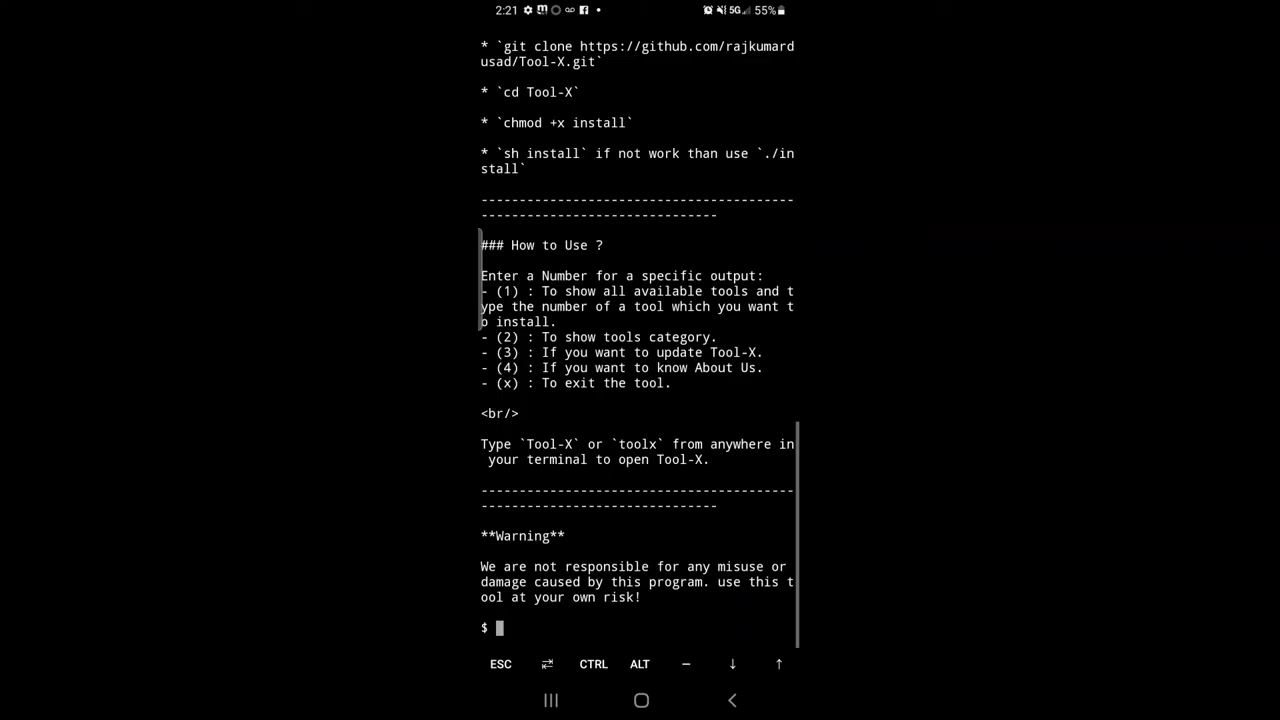 2:21 5G 55%
* `git clone https://github.com/rajkumard
usad/Tool-X.git`
* `cd Tool-X`
* `chmod +x install`
* `sh install` if not work than use `./in
stall`
-----------------------------------------
-------------------------------
### How to Use ?
Enter a Number for a specific output:
- (1) : To show all available tools and t
ype the number of a tool which you want t
o install.
- (2) : To show tools category.
- (3) : If you want to update Tool-X.
- (4) : If you want to know About Us.
- (x) : To exit the tool.
<br/>
Type `Tool-X` or `toolx` from anywhere in
 your terminal to open Tool-X.
-----------------------------------------
-------------------------------
**Warning**
We are not responsible for any misuse or
damage caused by this program. use this t
ool at your own risk!
$
ESC CTRL ALT – ↓ ↑